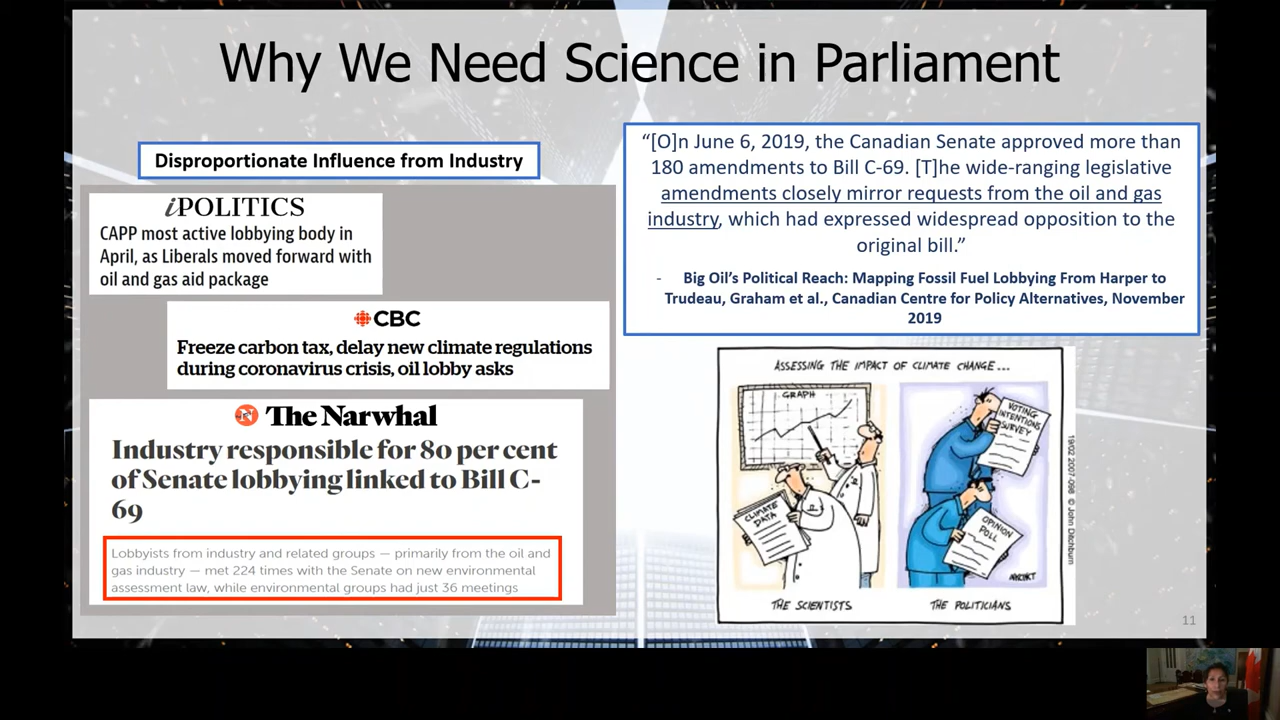 Why We Need Science in Parliament
Disproportionate Influence from Industry
iPOLITICS
CAPP most active lobbying body in
April, as Liberals moved forward with
oil and gas aid package
CBC
Freeze carbon tax, delay new climate regulations
during coronavirus crisis, oil lobby asks
The Narwhal
Industry responsible for 80 per cent
of Senate lobbying linked to Bill C-
69
Lobbyists from industry and related groups — primarily from the oil and
gas industry — met 224 times with the Senate on new environmental
assessment law, while environmental groups had just 36 meetings
“[O]n June 6, 2019, the Canadian Senate approved more than
180 amendments to Bill C-69. [T]he wide-ranging legislative
amendments closely mirror requests from the oil and gas
industry, which had expressed widespread opposition to the
original bill.”
- Big Oil’s Political Reach: Mapping Fossil Fuel Lobbying From Harper to
Trudeau, Graham et al., Canadian Centre for Policy Alternatives, November
2019
ASSESSING THE IMPACT OF CLIMATE CHANGE...
GRAPH
CLIMATE
DATA
VOTING
INTENTIONS
SURVEY
OPINION
POLL
THE SCIENTISTS
THE POLITICIANS
19/02 2007-098 © John Ditchburn
11